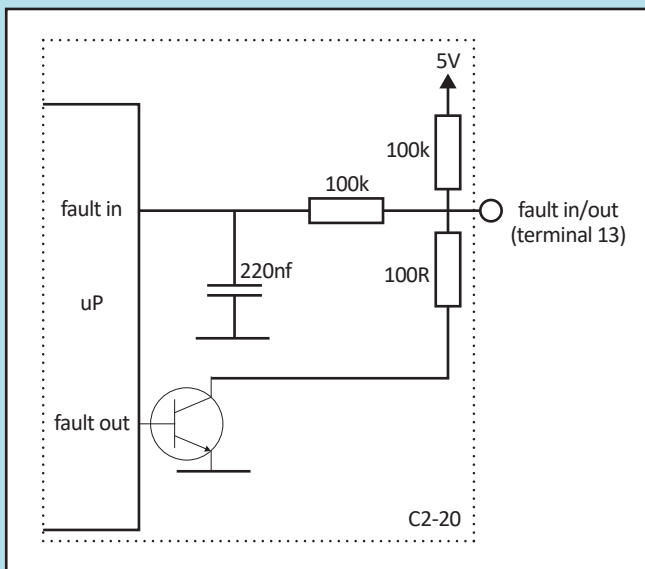 5V
100k
100k
fault in
fault in/out
(terminal 13)
220nf
100R
uP
fault out
C2-20